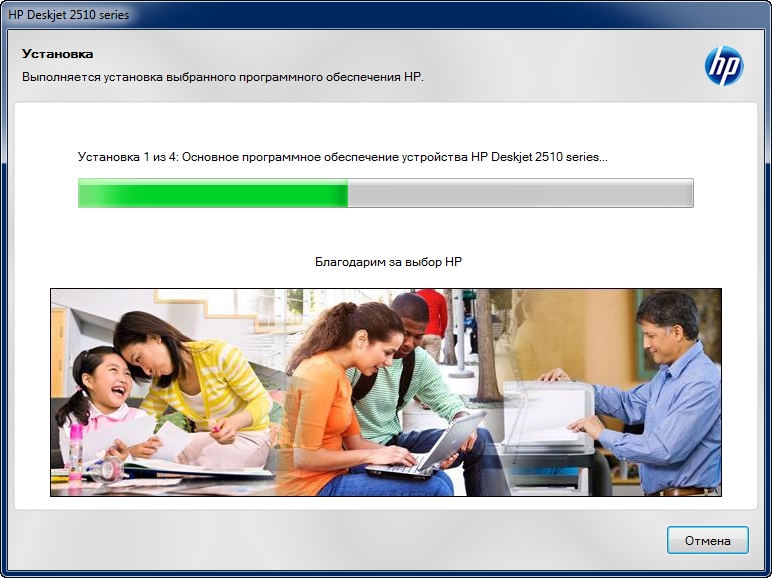 HP Deskjet 2510 series
Установка
Выполняется установка выбранного программного обеспечения HP.
hp
Установка 1 из 4: Основное программное обеспечение устройства HP Deskjet 2510 series...
Благодарим за выбор HP
Отмена